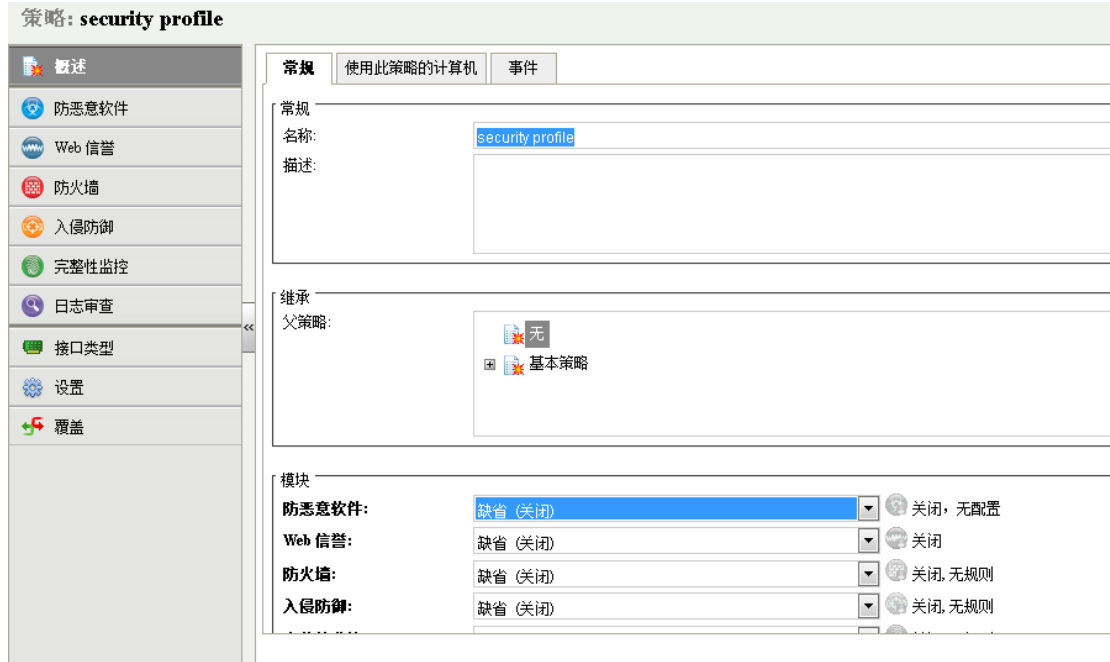 策略: security profile
概述
防恶意软件
Web 信誉
防火墙
入侵防御
完整性监控
日志审查
接口类型
设置
覆盖
常规 使用此策略的计算机 事件
常规
名称: security profile
描述:
继承
父策略:
无
基本策略
模块
防恶意软件: 缺省 (关闭) 关闭，无配置
Web 信誉: 缺省 (关闭) 关闭
防火墙: 缺省 (关闭) 关闭, 无规则
入侵防御: 缺省 (关闭) 关闭, 无规则